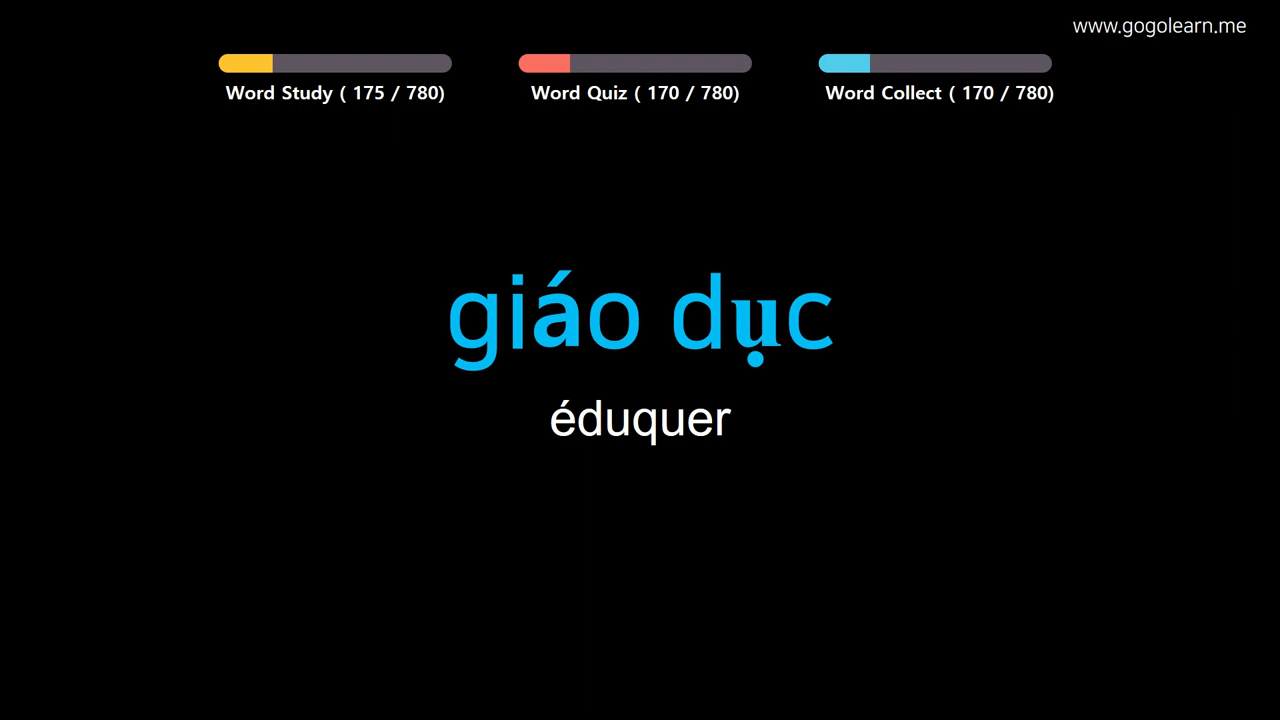 www.gogolearn.me
Word Study ( 175 / 780)
Word Quiz ( 170 / 780)
Word Collect ( 170 / 780)
giáo dục
éduquer